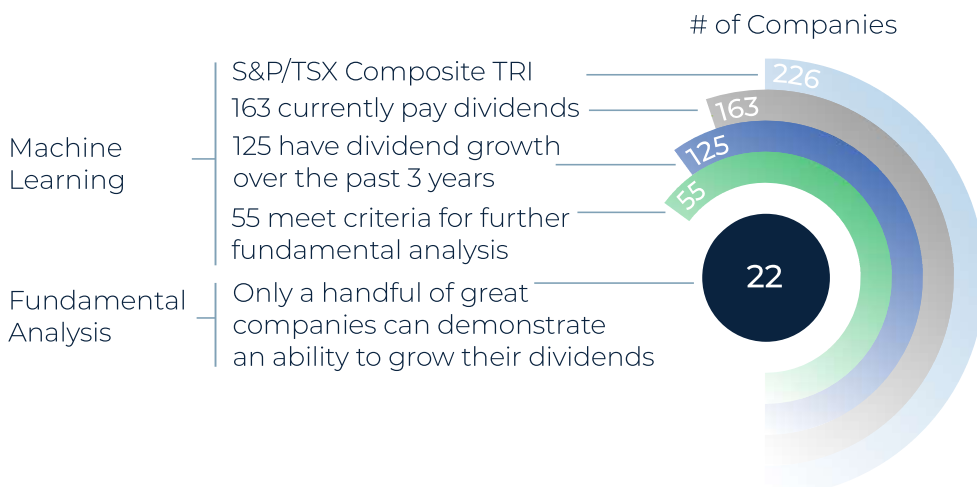 # of Companies
S&P/TSX Composite TRI
226
163 currently pay dividends
163
Machine
Learning
125 have dividend growth
over the past 3 years
125
55 meet criteria for further
fundamental analysis
55
Fundamental
Analysis
Only a handful of great
companies can demonstrate
an ability to grow their dividends
22